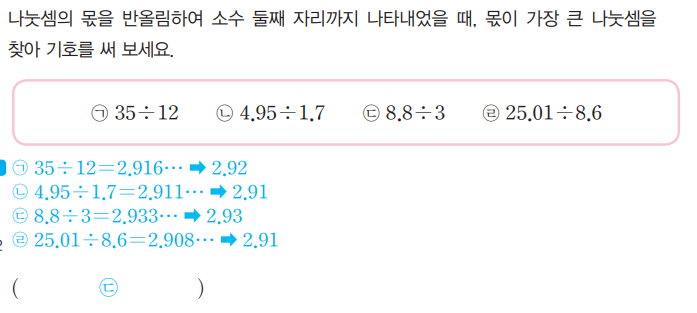 나눗셈의 몫을 반올림하여 소수 둘째 자리까지 나타내었을 때, 몫이 가장 큰 나눗셈을
찾아 기호를 써 보세요.
㉠ 35÷12 ㉡ 4.95÷1.7 ㉢ 8.8÷3 ㉣ 25.01÷8.6
㉠ 35÷12=2.916⋯ ➡ 2.92
㉡ 4.95÷1.7=2.911⋯ ➡ 2.91
㉢ 8.8÷3=2.933⋯ ➡ 2.93
㉣ 25.01÷8.6=2.908⋯ ➡ 2.91
( ㉢ )